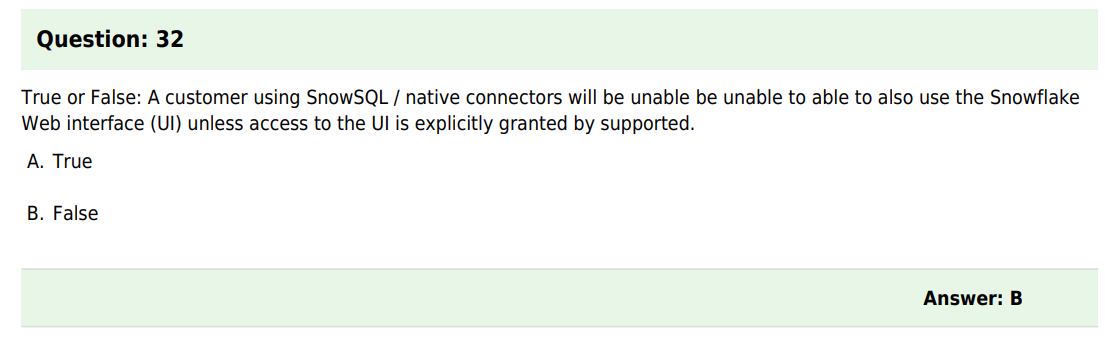 Question: 32
True or False: A customer using SnowSQL / native connectors will be unable be unable to able to also use the Snowflake
Web interface (UI) unless access to the UI is explicitly granted by supported.
A. True
B. False
Answer: B